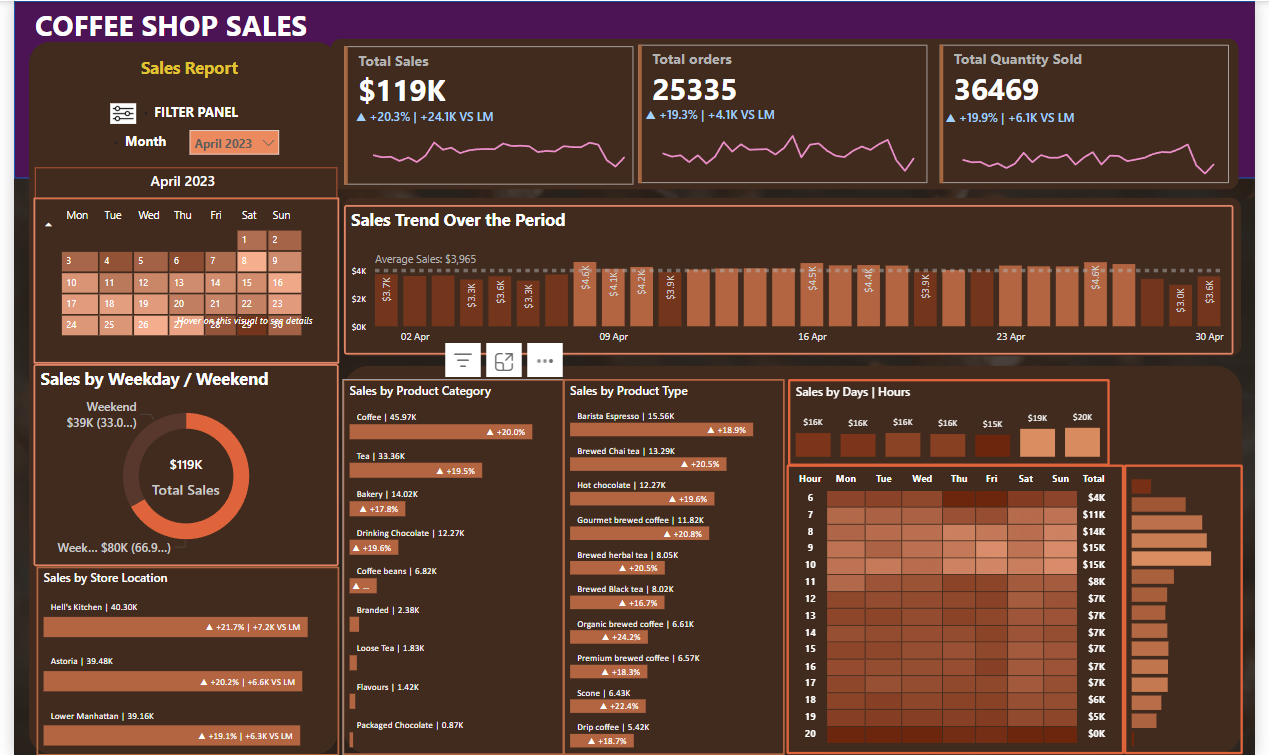 COFFEE SHOP SALES
Sales Report
FILTER PANEL
Month
April 2023
Total Sales
$119K
▲ +20.3% | +24.1K VS LM
Total orders
25335
▲ +19.3% | +4.1K VS LM
Total Quantity Sold
36469
▲ +19.9% | +6.1K VS LM
April 2023
Mon Tue Wed Thu Fri Sat Sun
1 2
3 4 5 6 7 8 9
10 11 12 13 14 15 16
17 18 19 20 21 22 23
24 25 26 27 28 29 30
Hover on this visual to see details
Sales Trend Over the Period
Average Sales: $3,965
$4K
$2K
$0K
$3.7K $3.3K $3.6K $3.3K $4.6K $4.1K $4.2K $3.9K $4.5K $4.4K $3.9K $4.6K $3.0K $3.6K
02 Apr 09 Apr 16 Apr 23 Apr 30 Apr
Sales by Weekday / Weekend
Weekend
$39K (33.0...)
$119K
Total Sales
Week... $80K (66.9...)
Sales by Store Location
Hell's Kitchen | 40.30K
▲ +21.7% | +7.2K VS LM
Astoria | 39.48K
▲ +20.2% | +6.6K VS LM
Lower Manhattan | 39.16K
▲ +19.1% | +6.3K VS LM
Sales by Product Category
Coffee | 45.97K
▲ +20.0%
Tea | 33.36K
▲ +19.5%
Bakery | 14.02K
▲ +17.8%
Drinking Chocolate | 12.27K
▲ +19.6%
Coffee beans | 6.82K
▲ ...
Branded | 2.38K
Loose Tea | 1.83K
Flavours | 1.42K
Packaged Chocolate | 0.87K
Sales by Product Type
Barista Espresso | 15.56K
▲ +18.9%
Brewed Chai tea | 13.29K
▲ +20.5%
Hot chocolate | 12.27K
▲ +19.6%
Gourmet brewed coffee | 11.82K
▲ +20.8%
Brewed herbal tea | 8.05K
▲ +20.5%
Brewed Black tea | 8.02K
▲ +16.7%
Organic brewed coffee | 6.61K
▲ +24.2%
Premium brewed coffee | 6.57K
▲ +18.3%
Scone | 6.43K
▲ +22.4%
Drip coffee | 5.42K
▲ +18.7%
Sales by Days | Hours
$16K $16K $16K $16K $15K $19K $20K
Hour Mon Tue Wed Thu Fri Sat Sun Total
6 $4K
7 $11K
8 $14K
9 $15K
10 $15K
11 $8K
12 $7K
13 $7K
14 $7K
15 $7K
16 $7K
17 $7K
18 $6K
19 $5K
20 $0K